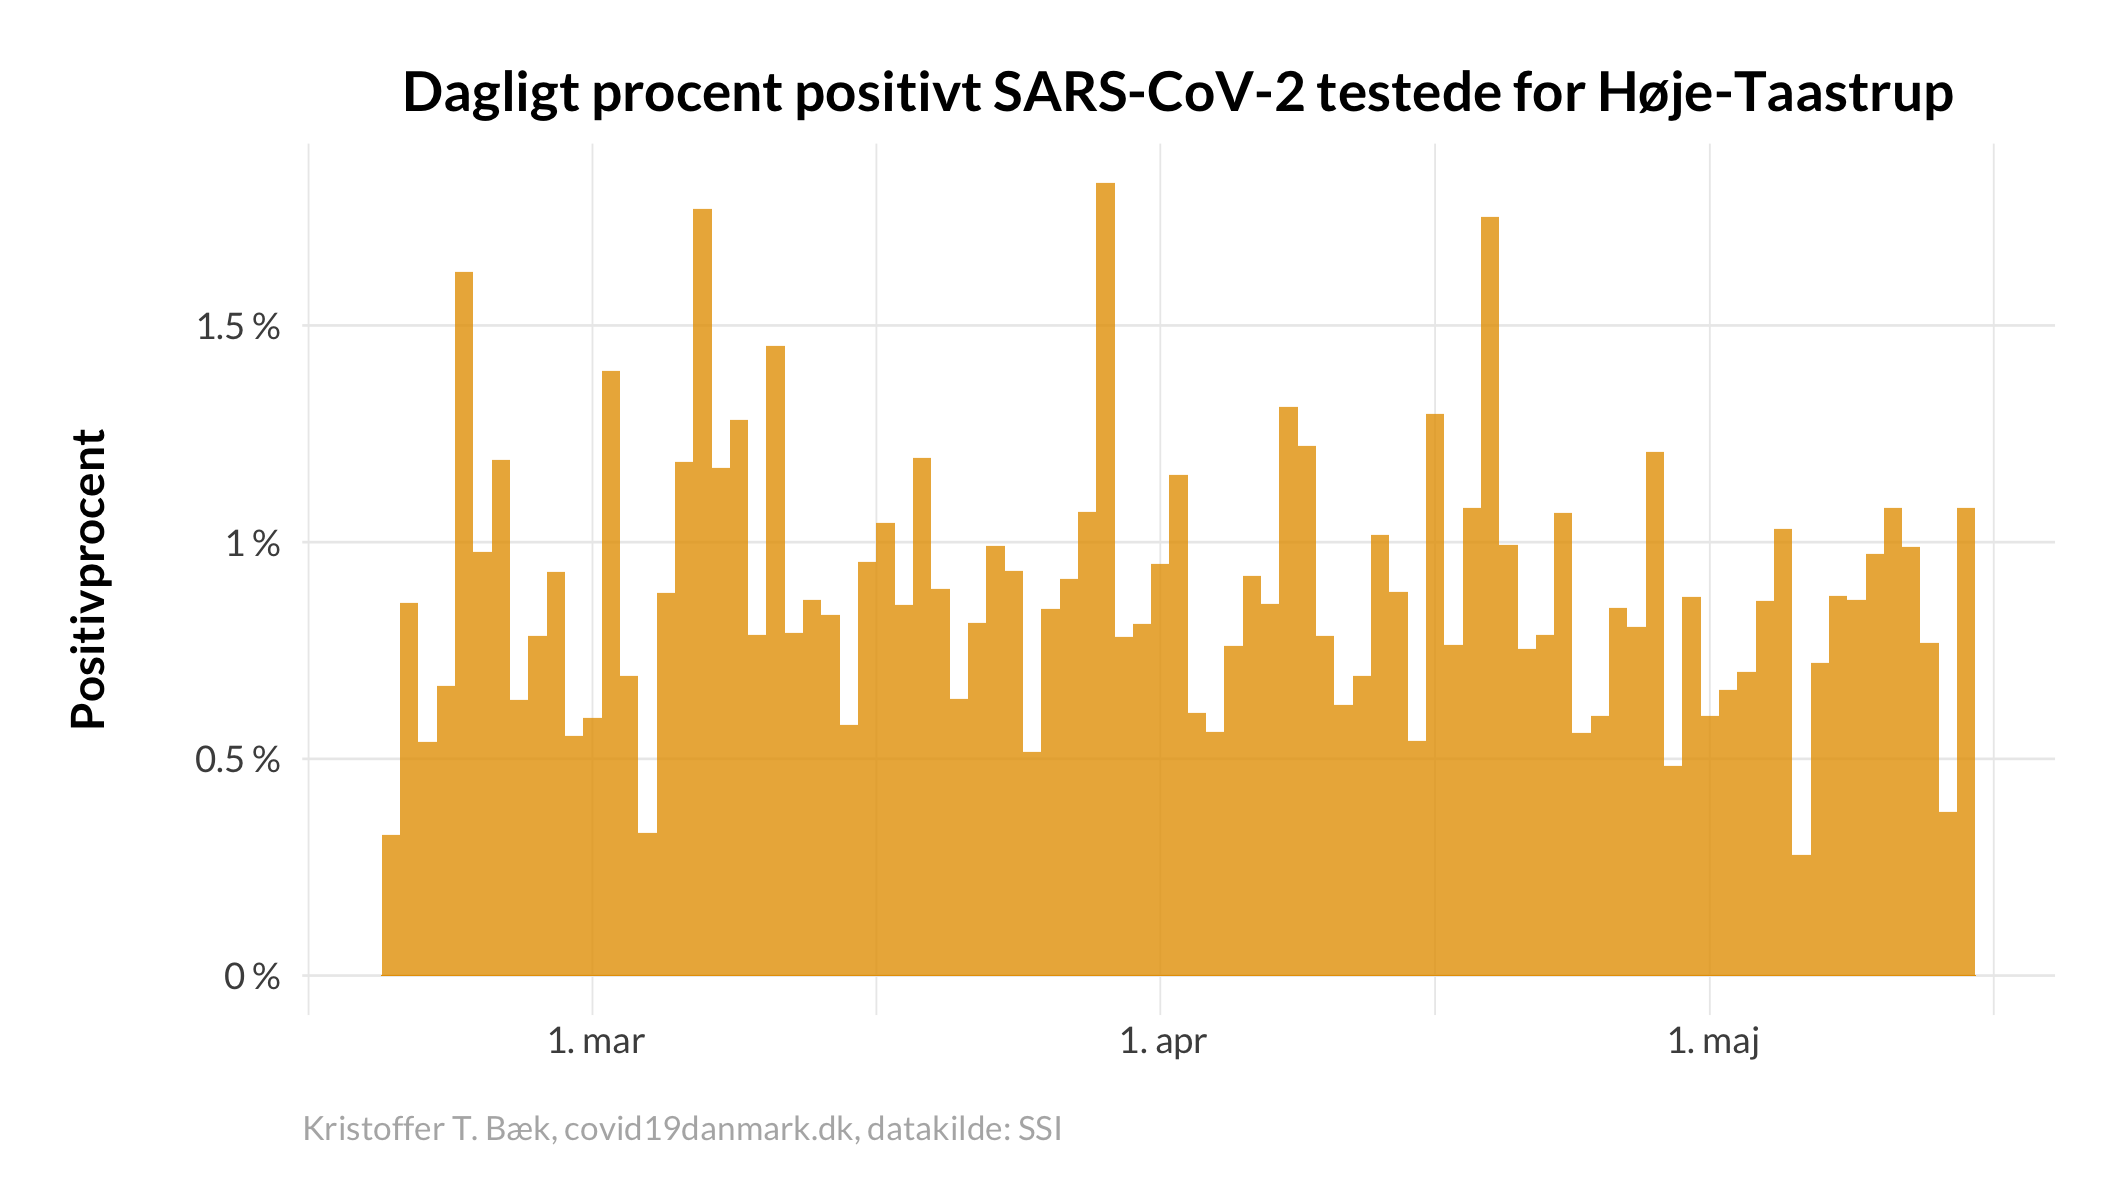 Dagligt procent positivt SARS-CoV-2 testede for Høje-Taastrup
Positivprocent
1.5 %
1 %
0.5 %
0 %
1. mar
1. apr
1. maj
Kristoffer T. Bæk, covid19danmark.dk, datakilde: SSI